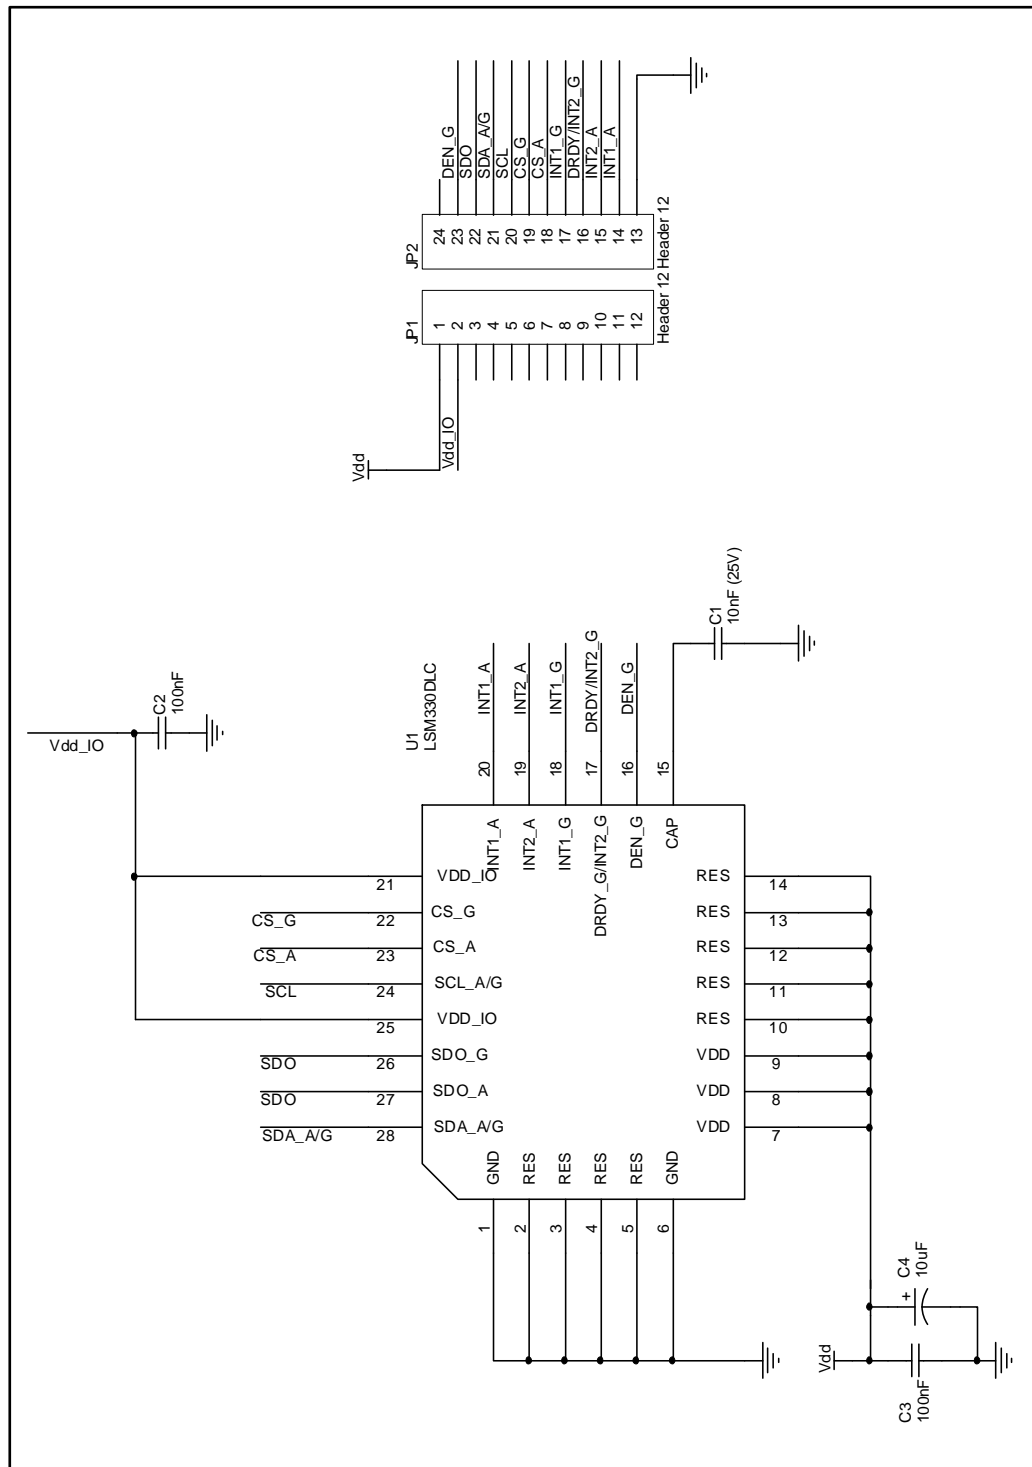 DEN_G
SDO
SDA_A/G
SCL
CS_G
CS_A
INT1_G
DRDY/INT2_G
INT2_A
INT1_A
JP2
24
23
22
21
20
19
18
17
16
15
14
13
Header 12
JP1
1
2
3
4
5
6
7
8
9
10
11
12
Header 12
Vdd
Vdd_IO
C1
10nF (25V)
Vdd_IO
C2
100nF
U1
LSM330DLC
INT1_A
INT2_A
INT1_G
DRDY/INT2_G
DEN_G
20
19
18
17
16
15
INT1_A
INT2_A
INT1_G
DRDY_G/INT2_G
DEN_G
CAP
21 VDD_IO
CS_G 22 CS_G
CS_A 23 CS_A
SCL 24 SCL_A/G
25 VDD_IO
SDO 26 SDO_G
SDO 27 SDO_A
SDA_A/G 28 SDA_A/G
RES 14
RES 13
RES 12
RES 11
RES 10
VDD 9
VDD 8
VDD 7
GND
RES
RES
RES
RES
GND
1
2
3
4
5
6
C4
10uF
+
Vdd
C3
100nF